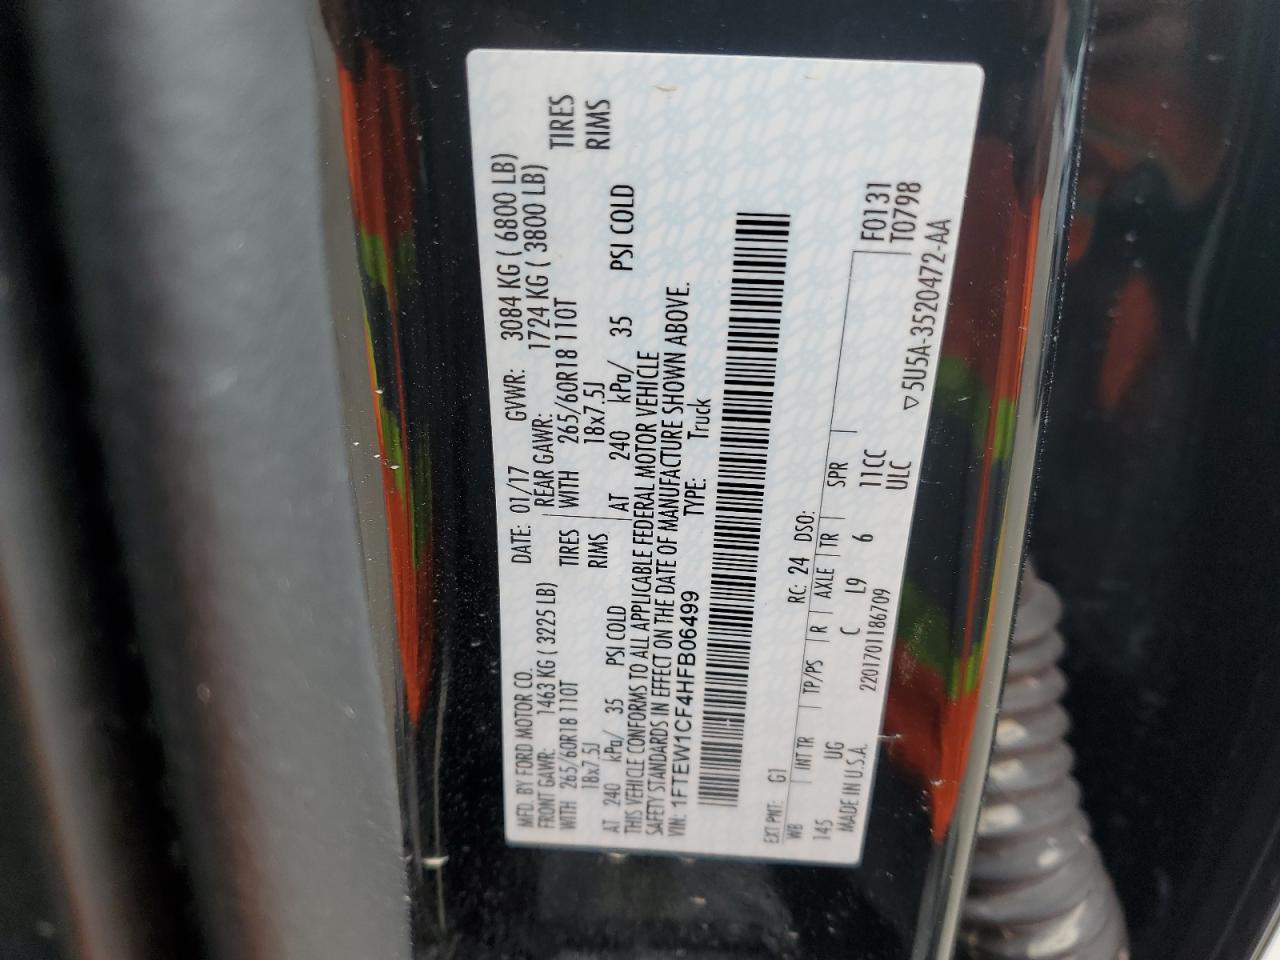 MFD. BY FORD MOTOR CO.
DATE: 01/17 GVWR: 3084 KG ( 6800 LB)
FRONT GAWR: 1463 KG ( 3225 LB) REAR GAWR: 1724 KG ( 3800 LB)
WITH 265/60R18 110T TIRES WITH 265/60R18 110T TIRES
18x7.5J RIMS 18x7.5J RIMS
AT 240 kPa/ 35 PSI COLD AT 240 kPa/ 35 PSI COLD
THIS VEHICLE CONFORMS TO ALL APPLICABLE FEDERAL MOTOR VEHICLE
SAFETY STANDARDS IN EFFECT ON THE DATE OF MANUFACTURE SHOWN ABOVE.
VIN: 1FTEW1CF4HFB06499 TYPE: Truck
EXT PNT: G1 RC: 24 DSO:
WB INT TR TP/PS R AXLE TR SPR F0131
145 UG C L9 6 11CC T0798
ULC
MADE IN U.S.A. 2201701186709 5U5A-3520472-AA